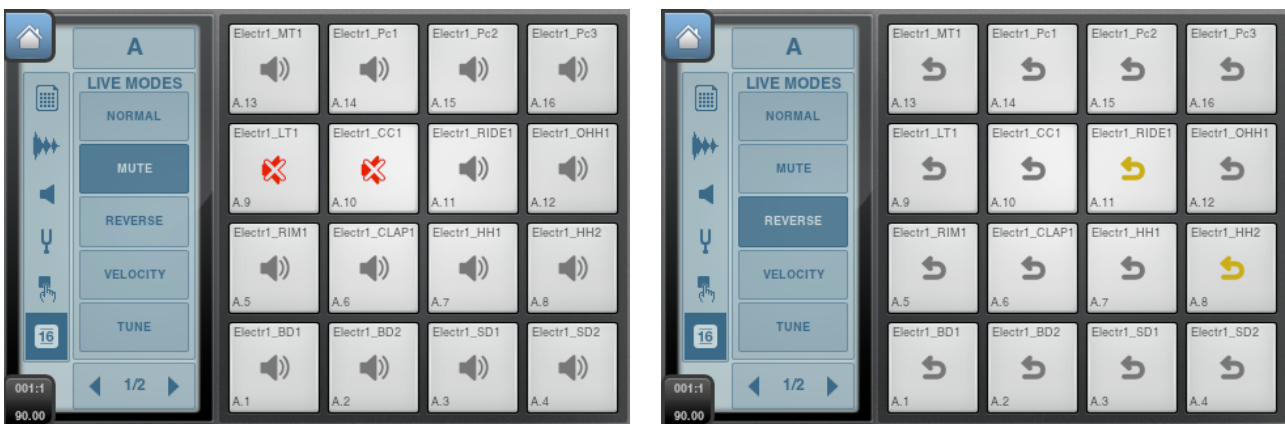 A
LIVE MODES
NORMAL
MUTE
REVERSE
VELOCITY
TUNE
1/2
16
001:1
90.00
Electr1_MT1 Electr1_Pc1 Electr1_Pc2 Electr1_Pc3
A.13 A.14 A.15 A.16
Electr1_LT1 Electr1_CC1 Electr1_RIDE1 Electr1_OHH1
A.9 A.10 A.11 A.12
Electr1_RIM1 Electr1_CLAP1 Electr1_HH1 Electr1_HH2
A.5 A.6 A.7 A.8
Electr1_BD1 Electr1_BD2 Electr1_SD1 Electr1_SD2
A.1 A.2 A.3 A.4
A
LIVE MODES
NORMAL
MUTE
REVERSE
VELOCITY
TUNE
1/2
16
001:1
90.00
Electr1_MT1 Electr1_Pc1 Electr1_Pc2 Electr1_Pc3
A.13 A.14 A.15 A.16
Electr1_LT1 Electr1_CC1 Electr1_RIDE1 Electr1_OHH1
A.9 A.10 A.11 A.12
Electr1_RIM1 Electr1_CLAP1 Electr1_HH1 Electr1_HH2
A.5 A.6 A.7 A.8
Electr1_BD1 Electr1_BD2 Electr1_SD1 Electr1_SD2
A.1 A.2 A.3 A.4